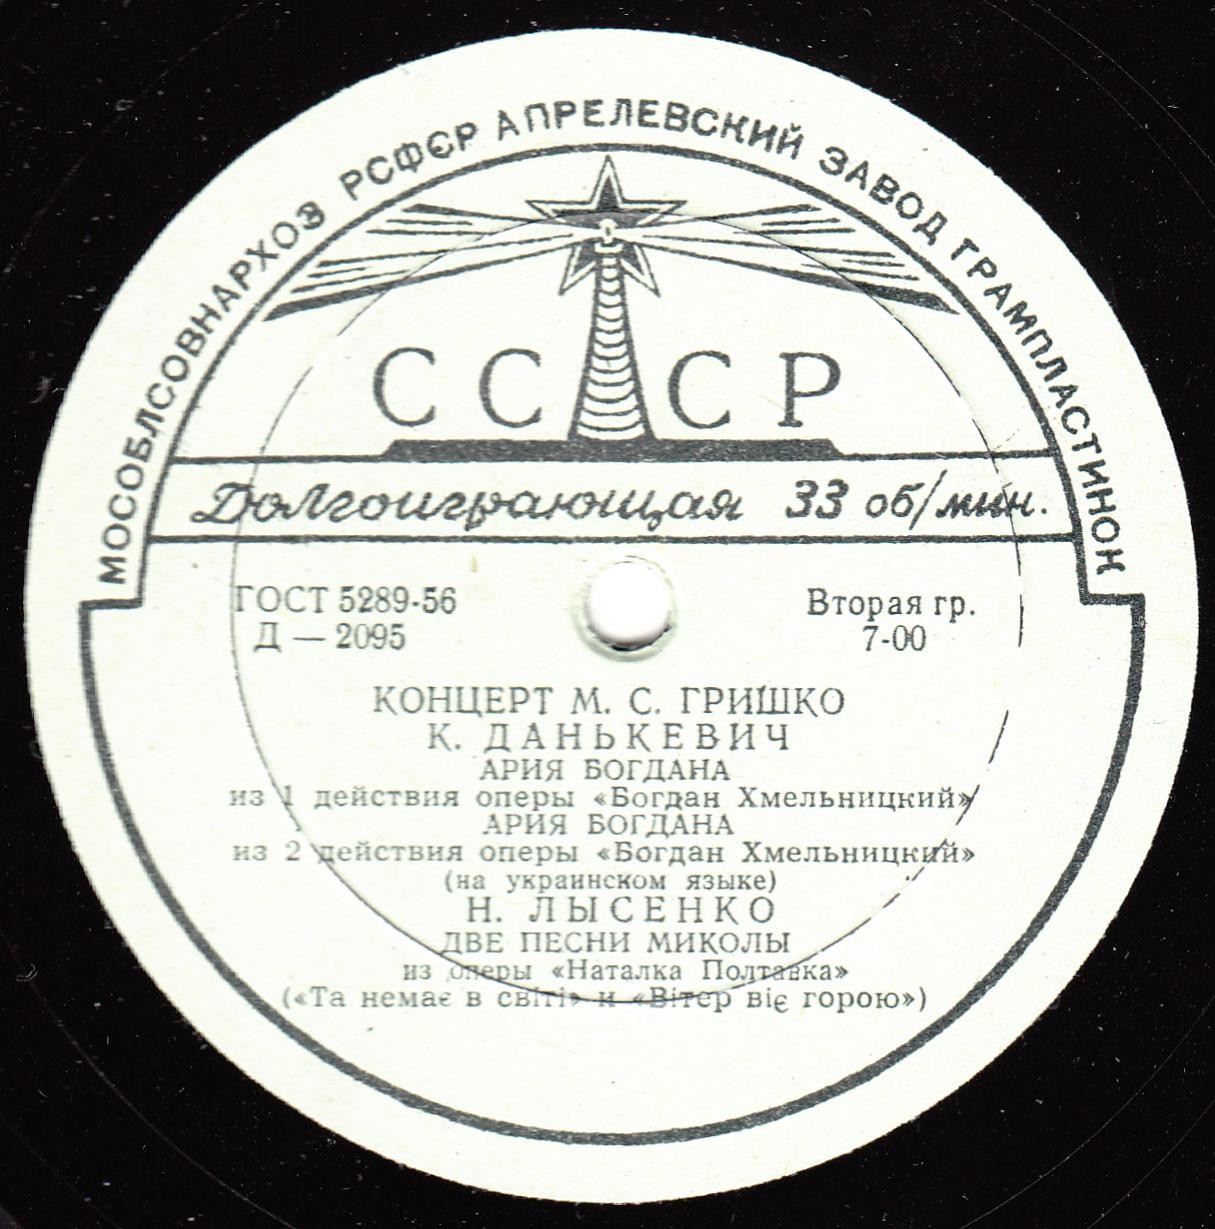 МОСОБЛСОВНАРХОЗ РСФСР АПРЕЛЕВСКИЙ ЗАВОД ГРАМПЛАСТИНОК
СССР
Долгоиграющая 33 об/мин.
ГОСТ 5289-56 Вторая гр.
Д — 2095 7-00
КОНЦЕРТ М. С. ГРИШКО
К. ДАНЬКЕВИЧ
АРИЯ БОГДАНА
из 1 действия оперы «Богдан Хмельницкий»
АРИЯ БОГДАНА
из 2 действия оперы «Богдан Хмельницкий»
(на украинском языке)
Н. ЛЫСЕНКО
ДВЕ ПЕСНИ МИКОЛЫ
из оперы «Наталка Полтавка»
(«Та немає в світі» и «Вітер віє горою»)